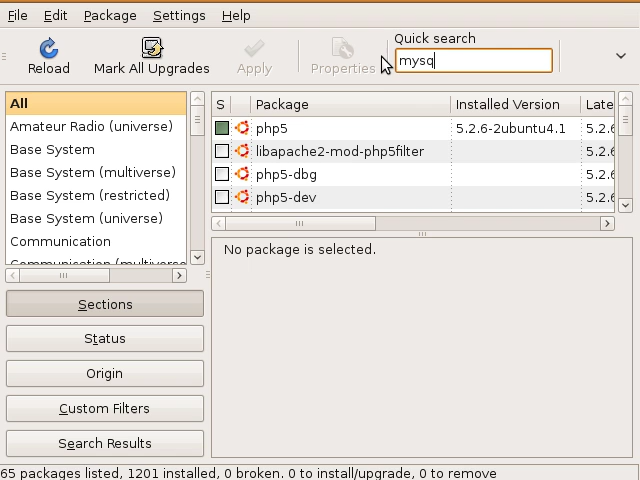 File Edit Package Settings Help
Quick search
Reload Mark All Upgrades Apply Properties mysq
All
Amateur Radio (universe)
Base System
Base System (multiverse)
Base System (restricted)
Base System (universe)
Communication
Communication (multiverse
S Package Installed Version Late
php5 5.2.6-2ubuntu4.1 5.2.6
libapache2-mod-php5filter 5.2.6
php5-dbg 5.2.6
php5-dev 5.2.6
No package is selected.
Sections
Status
Origin
Custom Filters
Search Results
65 packages listed, 1201 installed, 0 broken. 0 to install/upgrade, 0 to remove